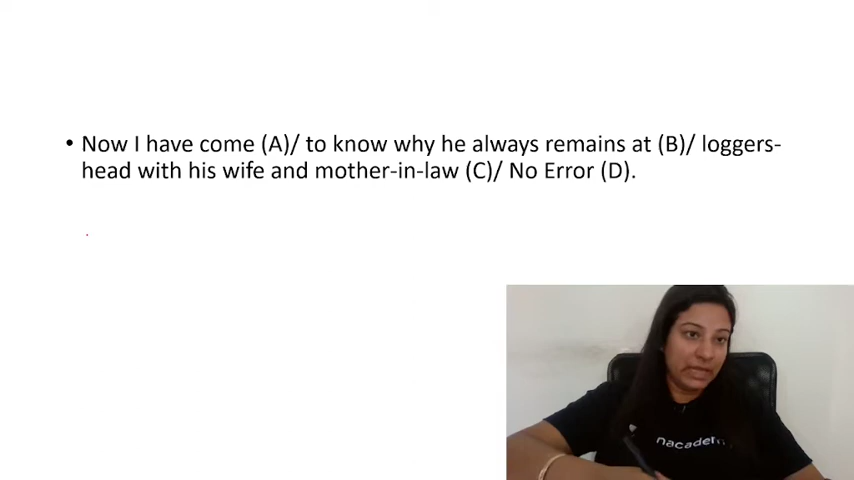 • Now I have come (A)/ to know why he always remains at (B)/ loggers-
head with his wife and mother-in-law (C)/ No Error (D).
nacadem